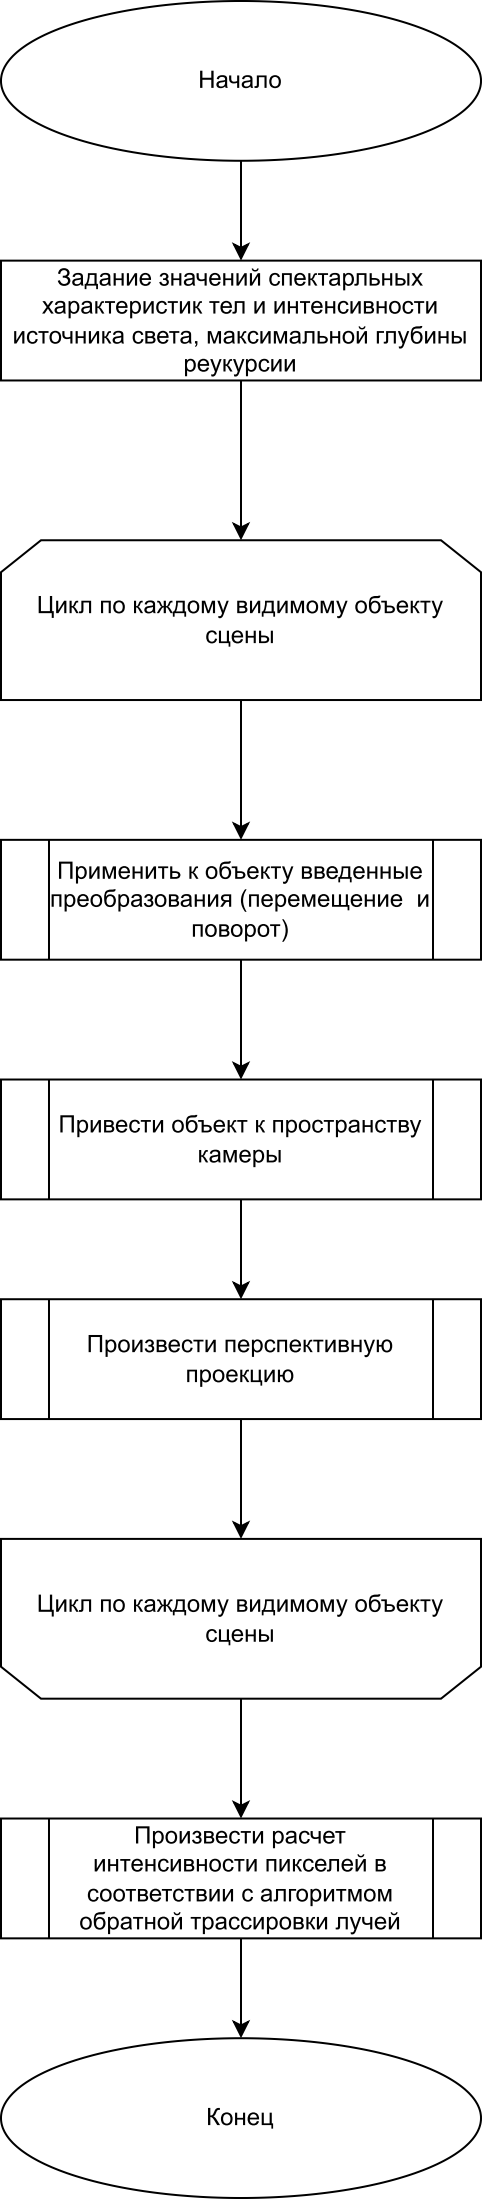 Начало
Задание значений спектарльных
характеристик тел и интенсивности
источника света, максимальной глубины
реукурсии
Цикл по каждому видимому объекту
сцены
Применить к объекту введенные
преобразования (перемещение  и
поворот)
Привести объект к пространству
камеры
Произвести перспективную
проекцию
Цикл по каждому видимому объекту
сцены
Произвести расчет
интенсивности пикселей в
соответствии с алгоритмом
обратной трассировки лучей
Конец